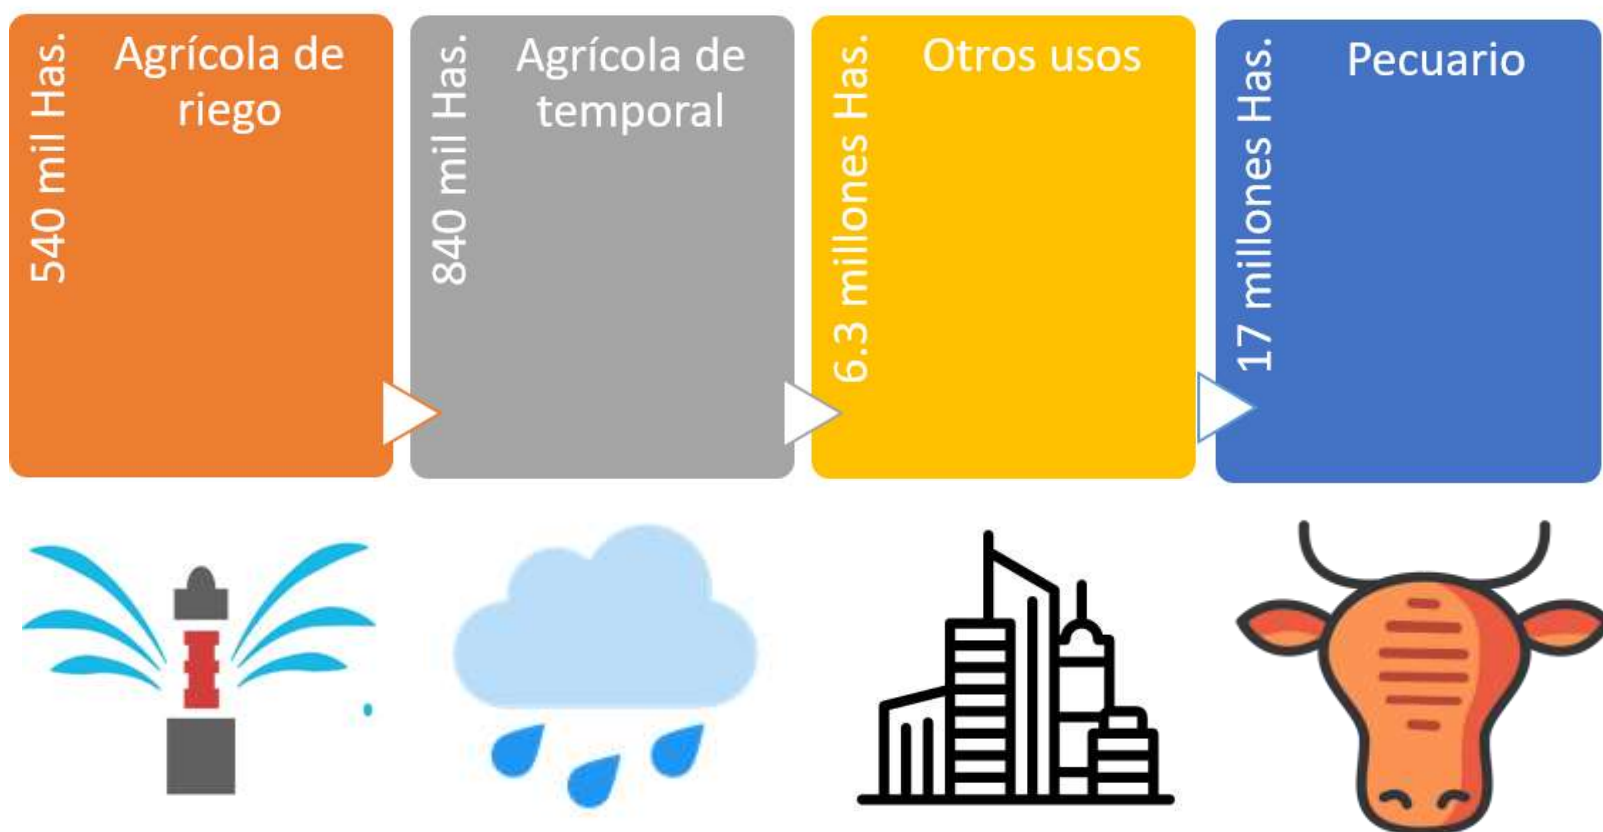 540 mil Has.
Agrícola de
riego
840 mil Has.
Agrícola de
temporal
6.3 millones Has.
Otros usos
17 millones Has.
Pecuario